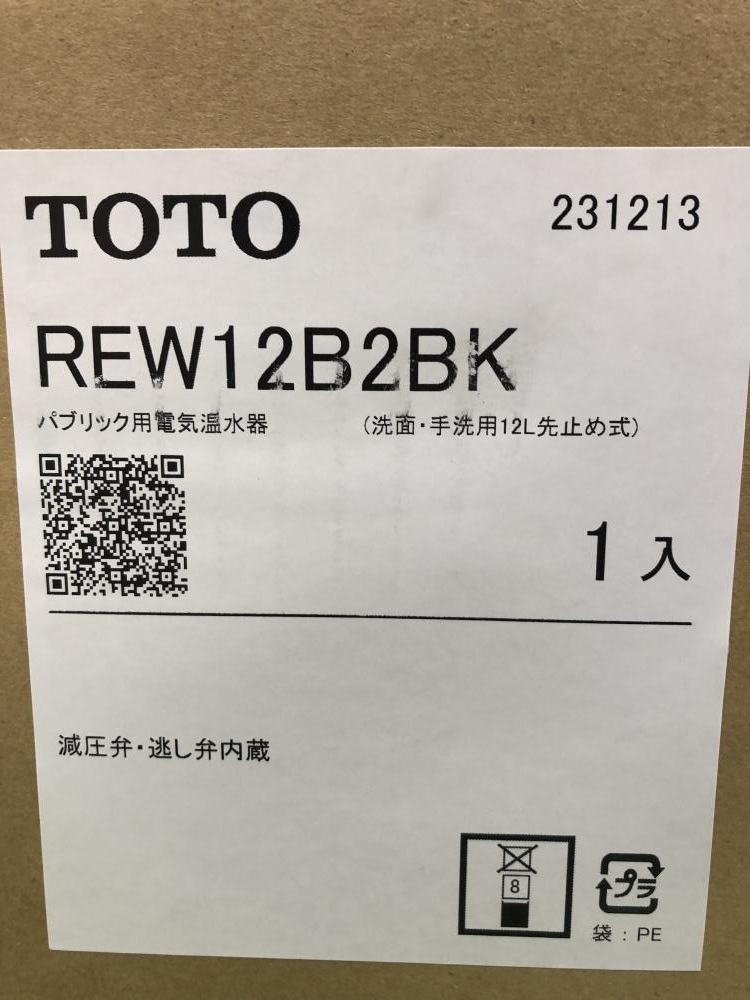 TOTO
231213
REW12B2BK
パブリック用電気温水器 (洗面・手洗用12L先止め式)
1入
減圧弁・逃し弁内蔵
8
プラ
袋：PE